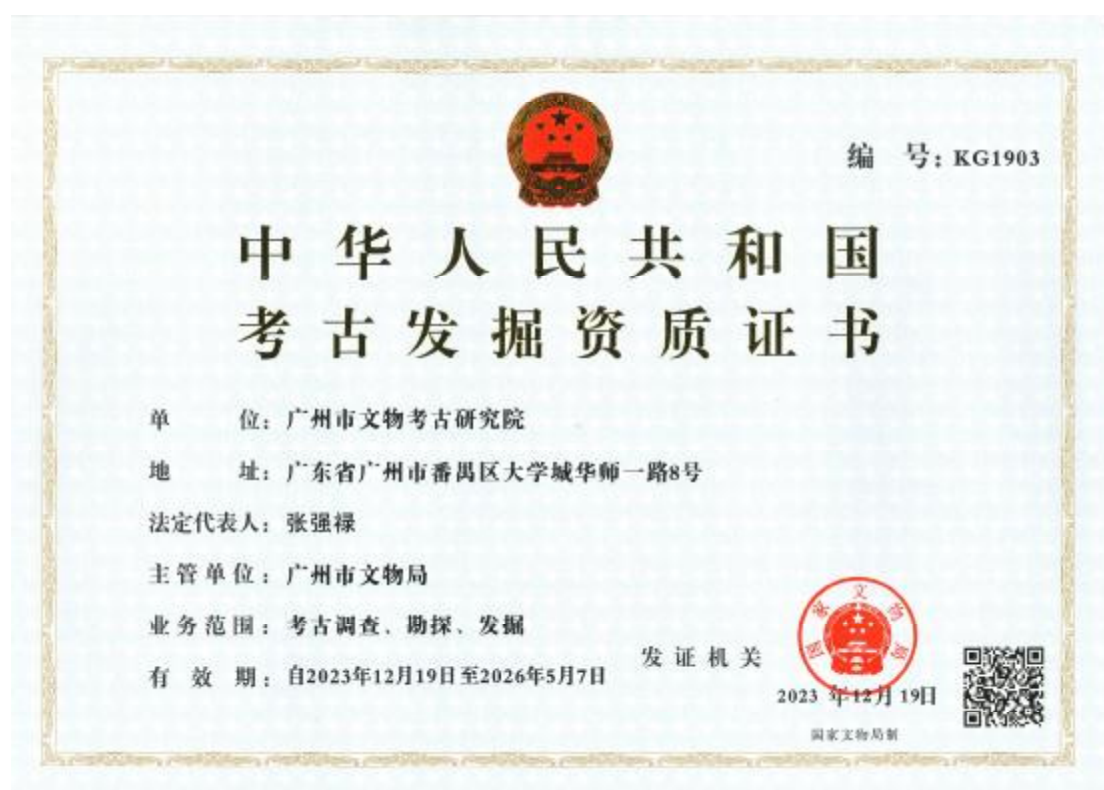 编 号：KG1903
中华人民共和国
考古发掘资质证书
单 位：广州市文物考古研究院
地 址：广东省广州市番禺区大学城华师一路8号
法定代表人：张强禄
主管单位：广州市文物局
业务范围：考古调查、勘探、发掘
有 效 期：自2023年12月19日至2026年5月7日
发证机关
国家文物局
2023 年 12月 19日
国家文物局制